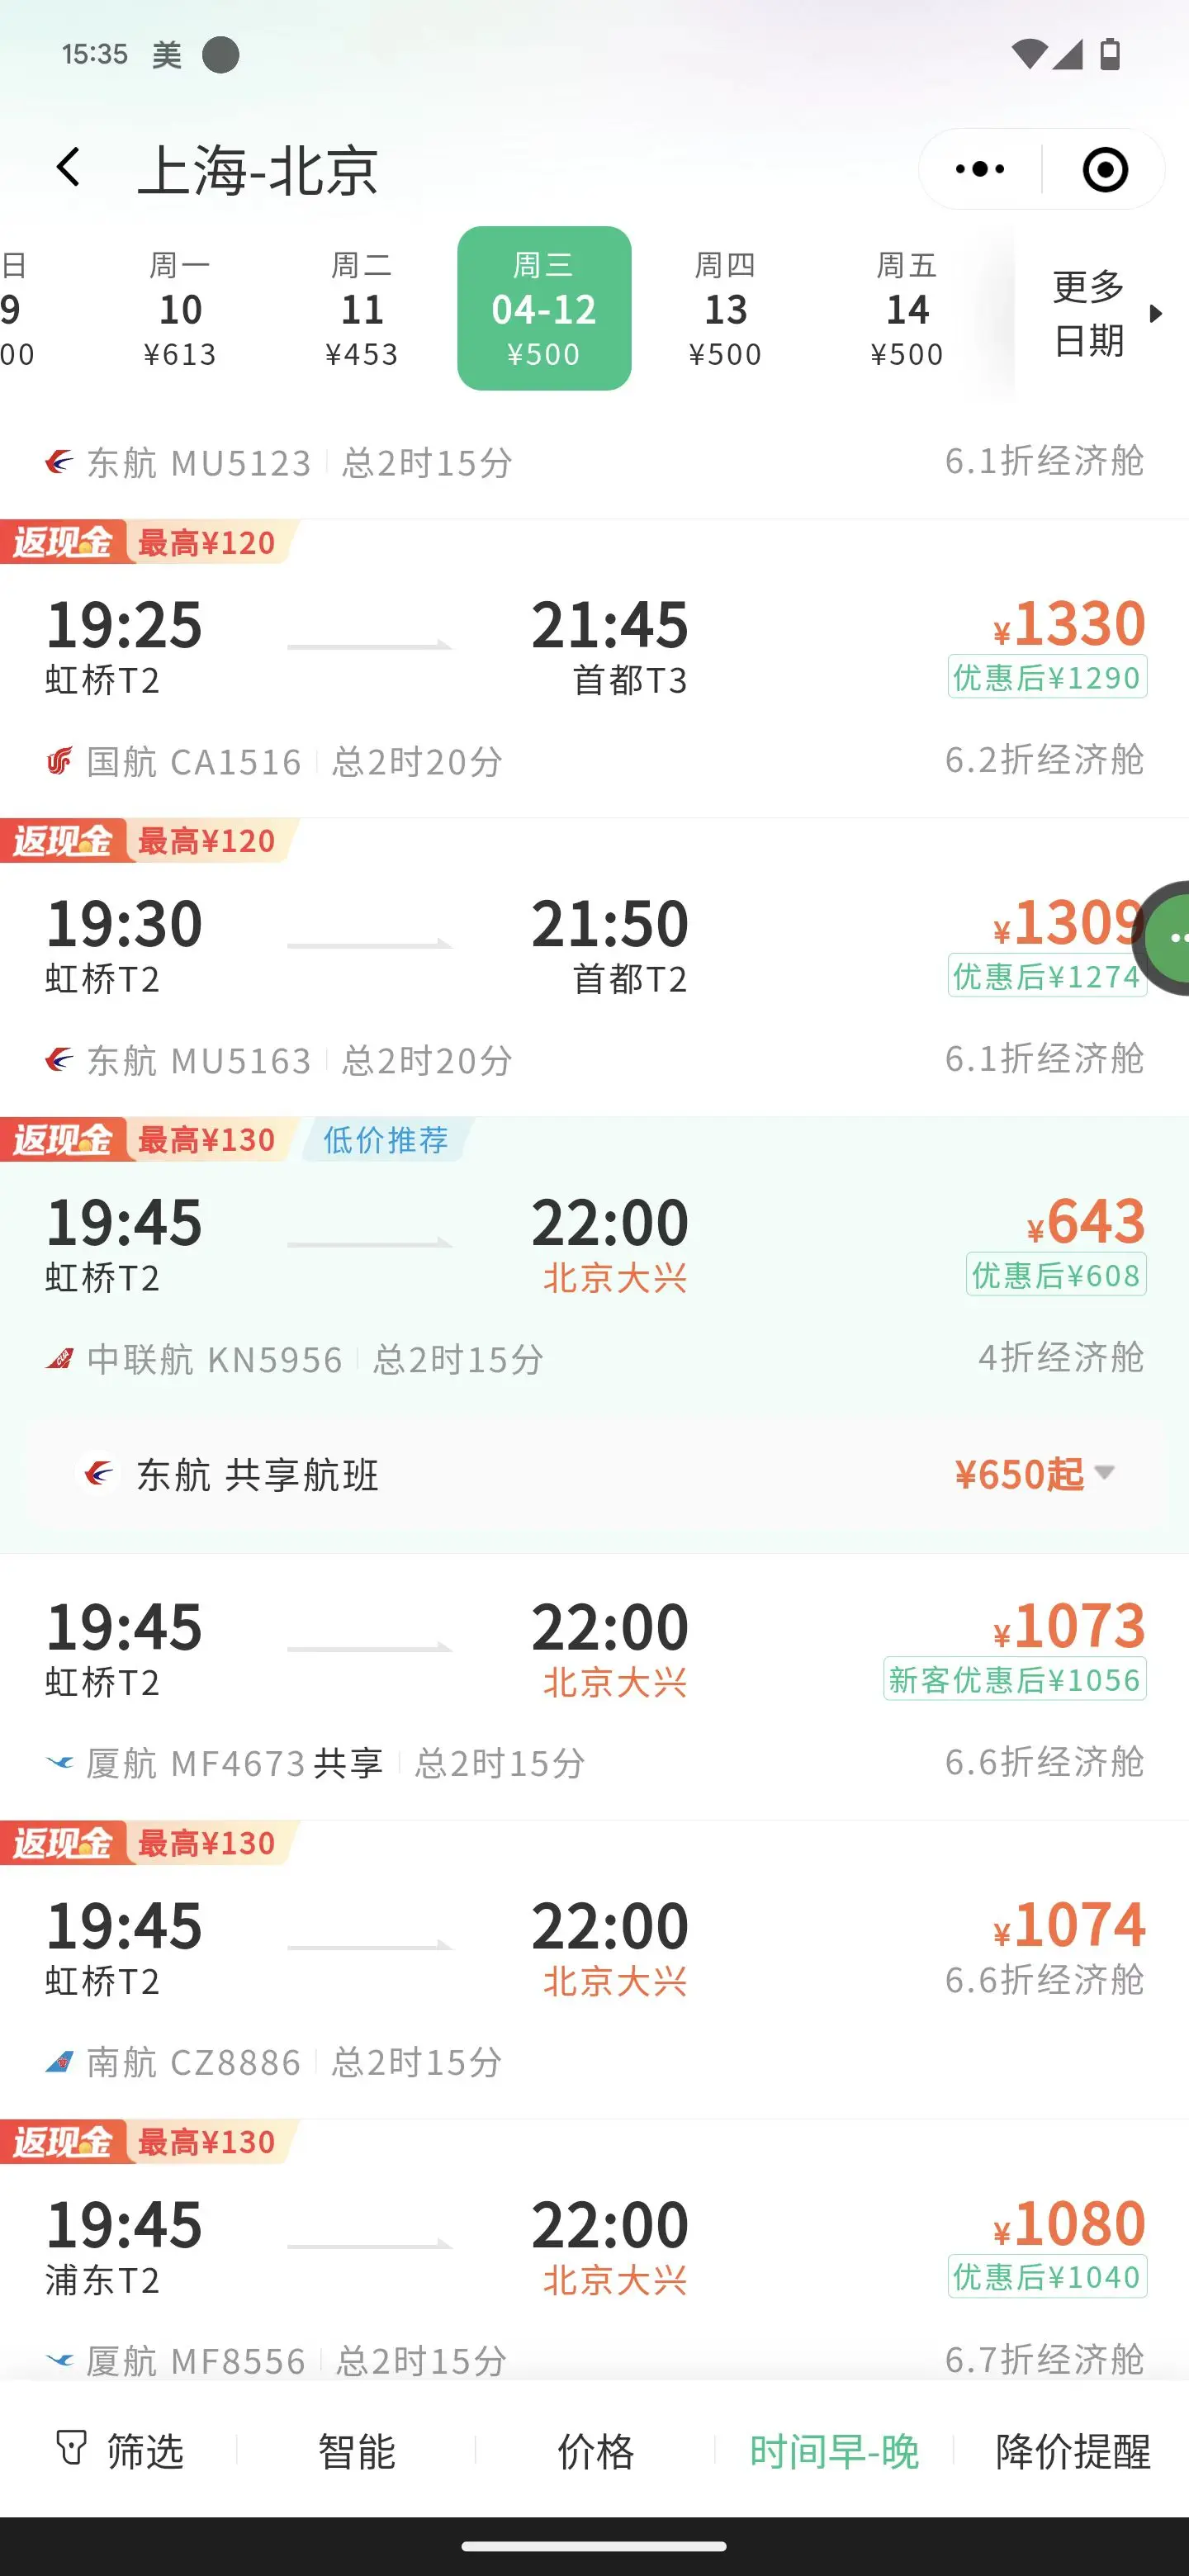 15:35 美
上海-北京
日 周一 周二 周三 周四 周五 更多
9 10 11 04-12 13 14 日期
00 ¥613 ¥453 ¥500 ¥500 ¥500
东航 MU5123 总2时15分 6.1折经济舱
返现金 最高¥120
19:25 21:45 ¥1330
虹桥T2 首都T3 优惠后¥1290
国航 CA1516 总2时20分 6.2折经济舱
返现金 最高¥120
19:30 21:50 ¥1309
虹桥T2 首都T2 优惠后¥1274
东航 MU5163 总2时20分 6.1折经济舱
返现金 最高¥130 低价推荐
19:45 22:00 ¥643
虹桥T2 北京大兴 优惠后¥608
中联航 KN5956 总2时15分 4折经济舱
东航 共享航班 ¥650起
19:45 22:00 ¥1073
虹桥T2 北京大兴 新客优惠后¥1056
厦航 MF4673 共享 总2时15分 6.6折经济舱
返现金 最高¥130
19:45 22:00 ¥1074
虹桥T2 北京大兴 6.6折经济舱
南航 CZ8886 总2时15分
返现金 最高¥130
19:45 22:00 ¥1080
浦东T2 北京大兴 优惠后¥1040
厦航 MF8556 总2时15分 6.7折经济舱
筛选 智能 价格 时间早-晚 降价提醒